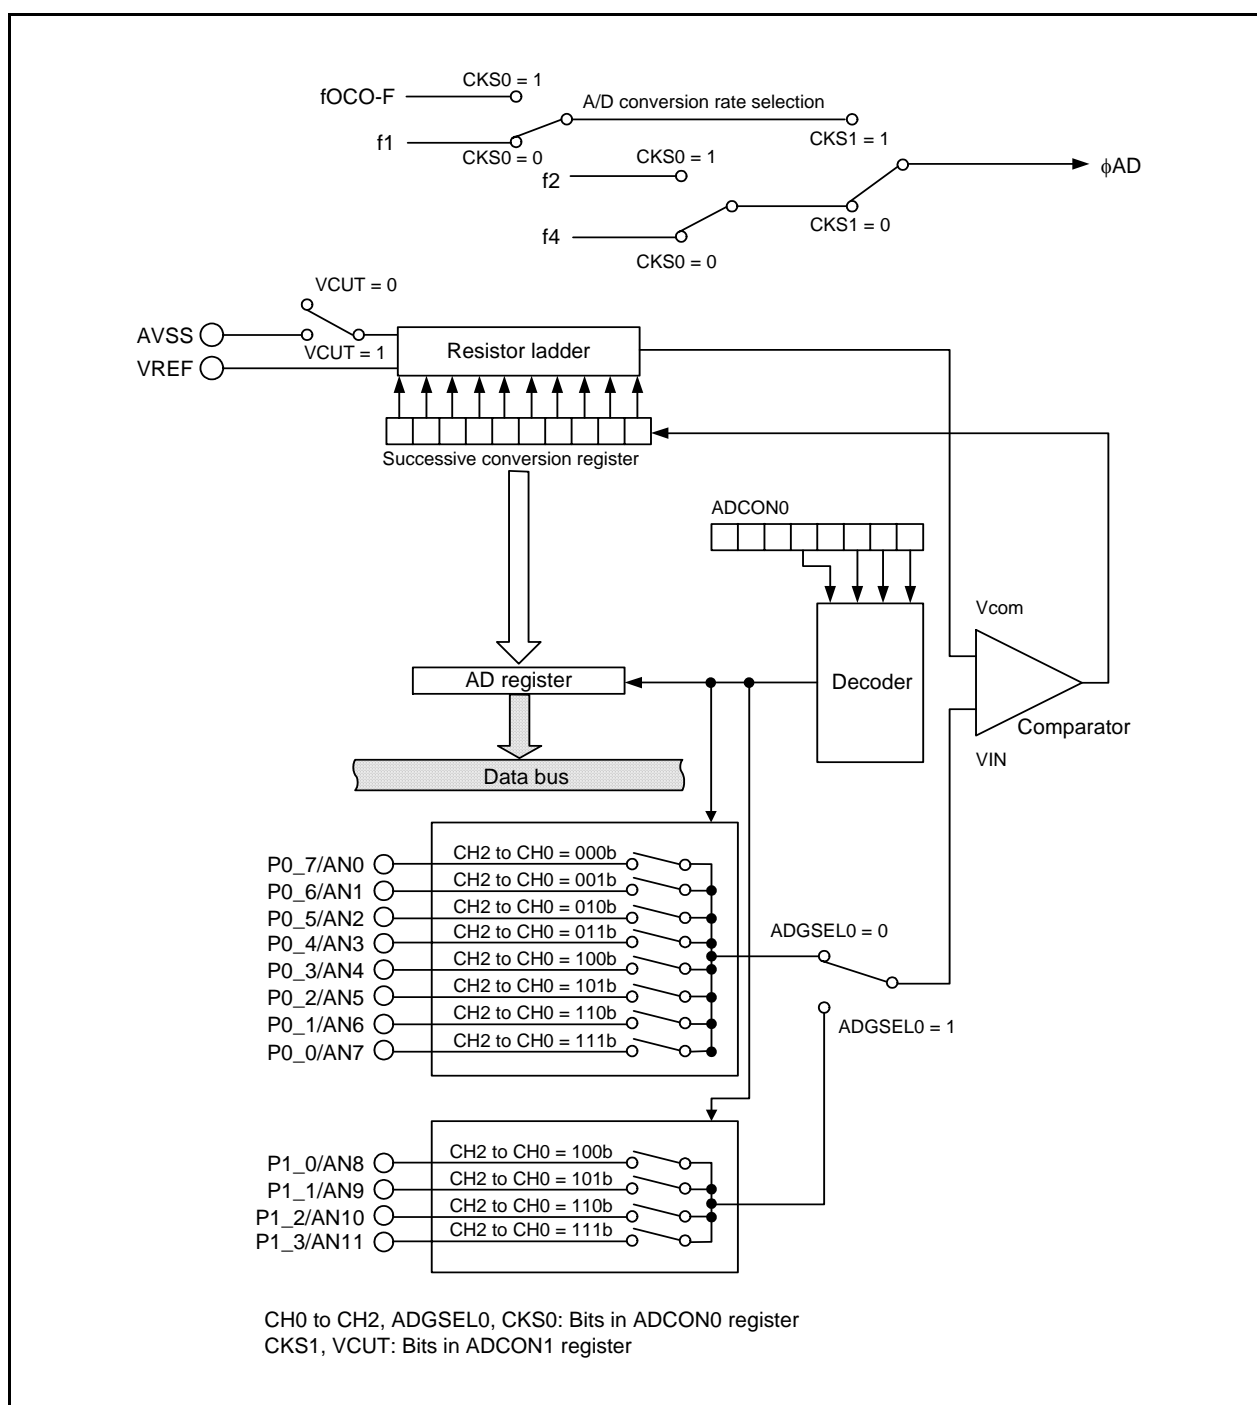 CKS0 = 1
fOCO-F
A/D conversion rate selection
f1
CKS0 = 0
CKS1 = 1
CKS0 = 1
f2
ϕAD
CKS1 = 0
f4
CKS0 = 0
VCUT = 0
AVSS
VCUT = 1
VREF
Resistor ladder
Successive conversion register
ADCON0
Vcom
AD register
Decoder
Comparator
VIN
Data bus
P0_7/AN0 CH2 to CH0 = 000b
P0_6/AN1 CH2 to CH0 = 001b
P0_5/AN2 CH2 to CH0 = 010b
P0_4/AN3 CH2 to CH0 = 011b
P0_3/AN4 CH2 to CH0 = 100b
P0_2/AN5 CH2 to CH0 = 101b
P0_1/AN6 CH2 to CH0 = 110b
P0_0/AN7 CH2 to CH0 = 111b
ADGSEL0 = 0
ADGSEL0 = 1
P1_0/AN8 CH2 to CH0 = 100b
P1_1/AN9 CH2 to CH0 = 101b
P1_2/AN10 CH2 to CH0 = 110b
P1_3/AN11 CH2 to CH0 = 111b
CH0 to CH2, ADGSEL0, CKS0: Bits in ADCON0 register
CKS1, VCUT: Bits in ADCON1 register